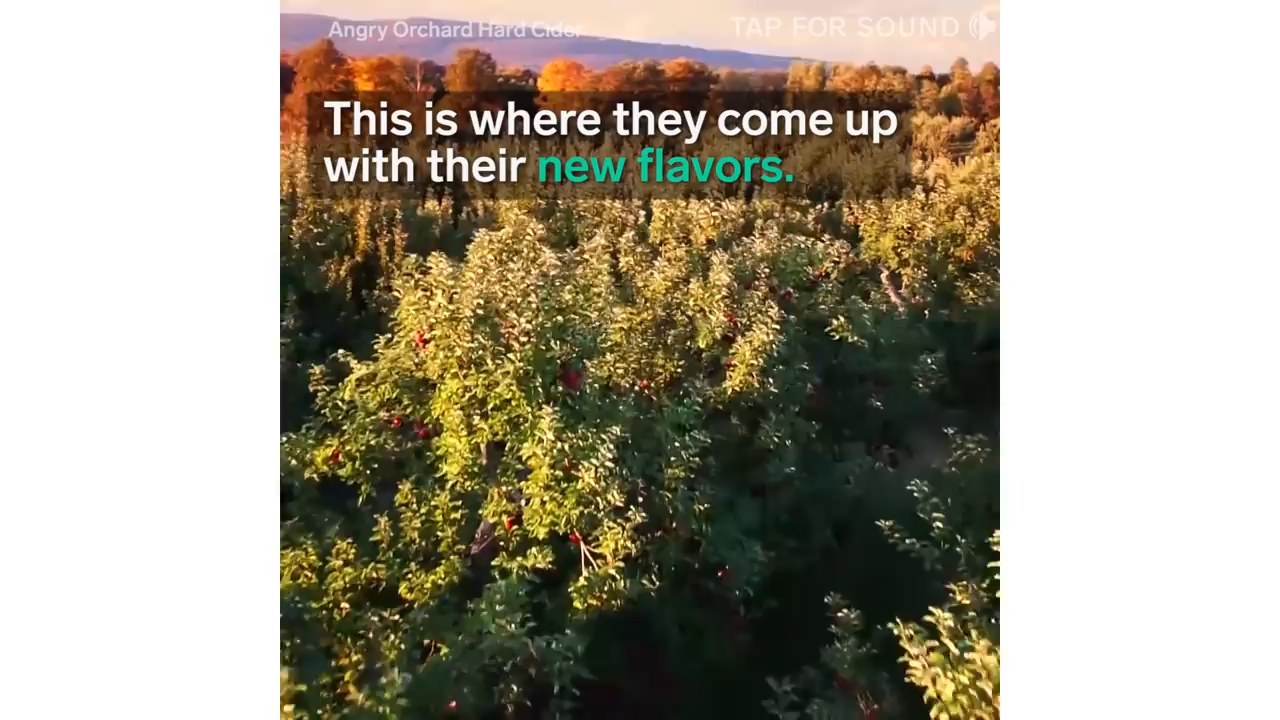 Angry Orchard Hard Cider
TAP FOR SOUND
This is where they come up
with their new flavors.